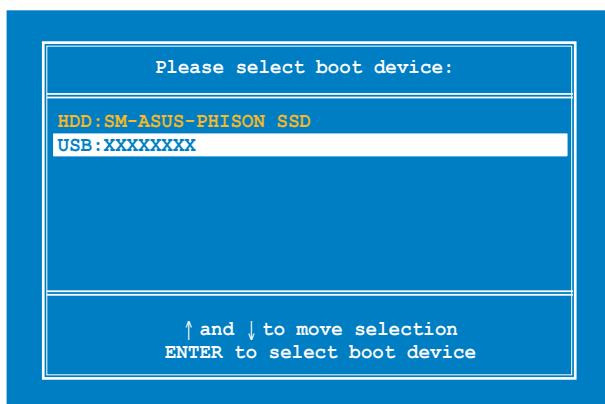 Please select boot device:
HDD:SM-ASUS-PHISON SSD
USB:XXXXXXXX
↑ and ↓ to move selection
ENTER to select boot device